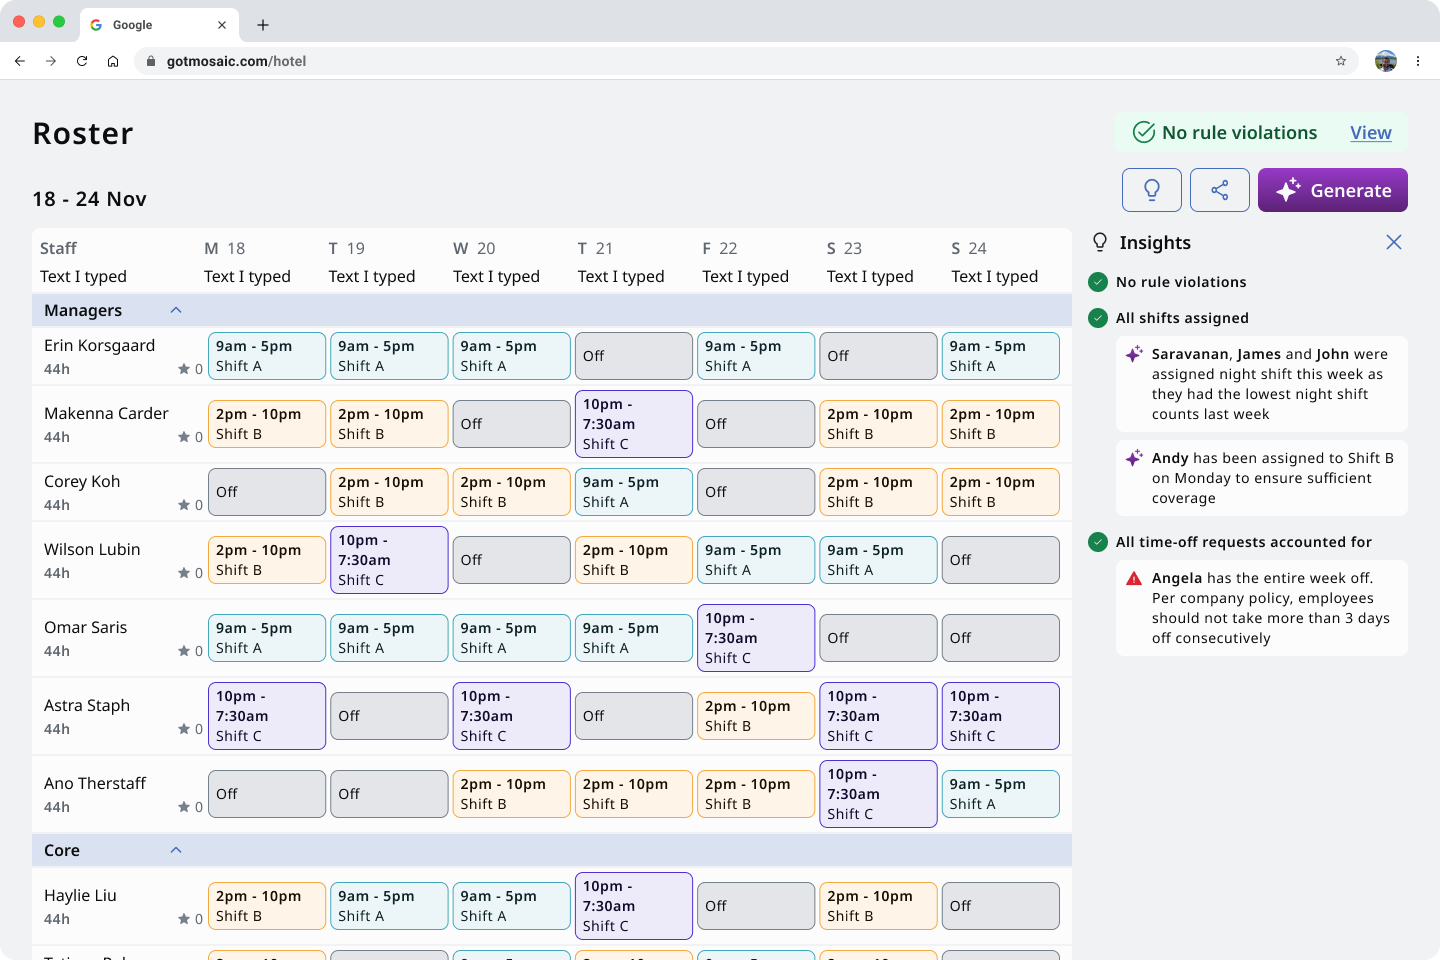 Google
gotmosaic.com/hotel
Roster
No rule violations View
18 - 24 Nov
Generate
Staff M 18 T 19 W 20 T 21 F 22 S 23 S 24
Text I typed Text I typed Text I typed Text I typed Text I typed Text I typed Text I typed Text I typed
Managers
Erin Korsgaard
44h 0
9am - 5pm
Shift A
9am - 5pm
Shift A
9am - 5pm
Shift A
Off
9am - 5pm
Shift A
Off
9am - 5pm
Shift A
Makenna Carder
44h 0
2pm - 10pm
Shift B
2pm - 10pm
Shift B
Off
10pm -
7:30am
Shift C
Off
2pm - 10pm
Shift B
2pm - 10pm
Shift B
Corey Koh
44h 0
Off
2pm - 10pm
Shift B
2pm - 10pm
Shift B
9am - 5pm
Shift A
Off
2pm - 10pm
Shift B
2pm - 10pm
Shift B
Wilson Lubin
44h 0
2pm - 10pm
Shift B
10pm -
7:30am
Shift C
Off
2pm - 10pm
Shift B
9am - 5pm
Shift A
9am - 5pm
Shift A
Off
Omar Saris
44h 0
9am - 5pm
Shift A
9am - 5pm
Shift A
9am - 5pm
Shift A
9am - 5pm
Shift A
10pm -
7:30am
Shift C
Off
Off
Astra Staph
44h 0
10pm -
7:30am
Shift C
Off
10pm -
7:30am
Shift C
Off
2pm - 10pm
Shift B
10pm -
7:30am
Shift C
10pm -
7:30am
Shift C
Ano Therstaff
44h 0
Off
Off
2pm - 10pm
Shift B
2pm - 10pm
Shift B
2pm - 10pm
Shift B
10pm -
7:30am
Shift C
9am - 5pm
Shift A
Core
Haylie Liu
44h 0
2pm - 10pm
Shift B
9am - 5pm
Shift A
9am - 5pm
Shift A
10pm -
7:30am
Shift C
Off
2pm - 10pm
Shift B
Off
Insights
No rule violations
All shifts assigned
Saravanan, James and John were
assigned night shift this week as
they had the lowest night shift
counts last week
Andy has been assigned to Shift B
on Monday to ensure sufficient
coverage
All time-off requests accounted for
Angela has the entire week off.
Per company policy, employees
should not take more than 3 days
off consecutively